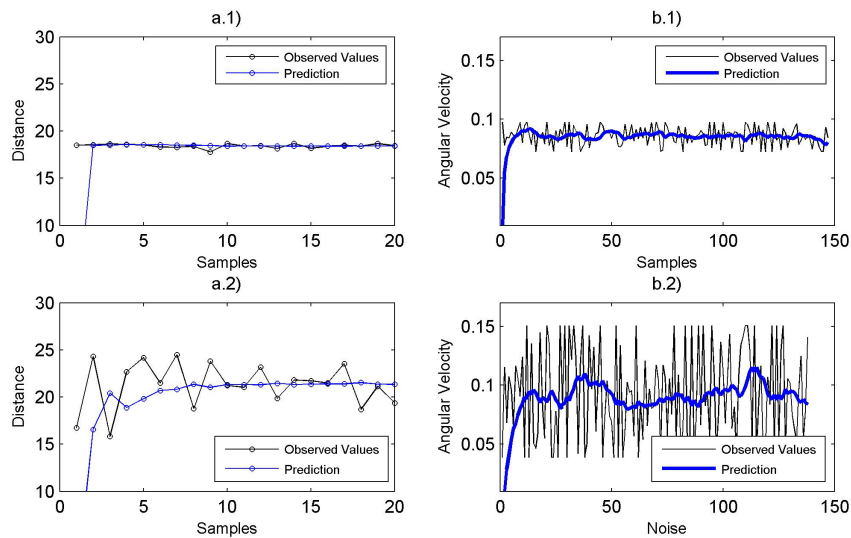 a.1)
30
25
20
15
10
0
5
10
15
20
Distance
Samples
Observed Values
Prediction
b.1)
0.15
0.1
0.05
0
50
100
150
Angular Velocity
Samples
Observed Values
Prediction
a.2)
30
25
20
15
10
0
5
10
15
20
Distance
Samples
Observed Values
Prediction
b.2)
0.15
0.1
0.05
0
50
100
150
Angular Velocity
Noise
Observed Values
Prediction